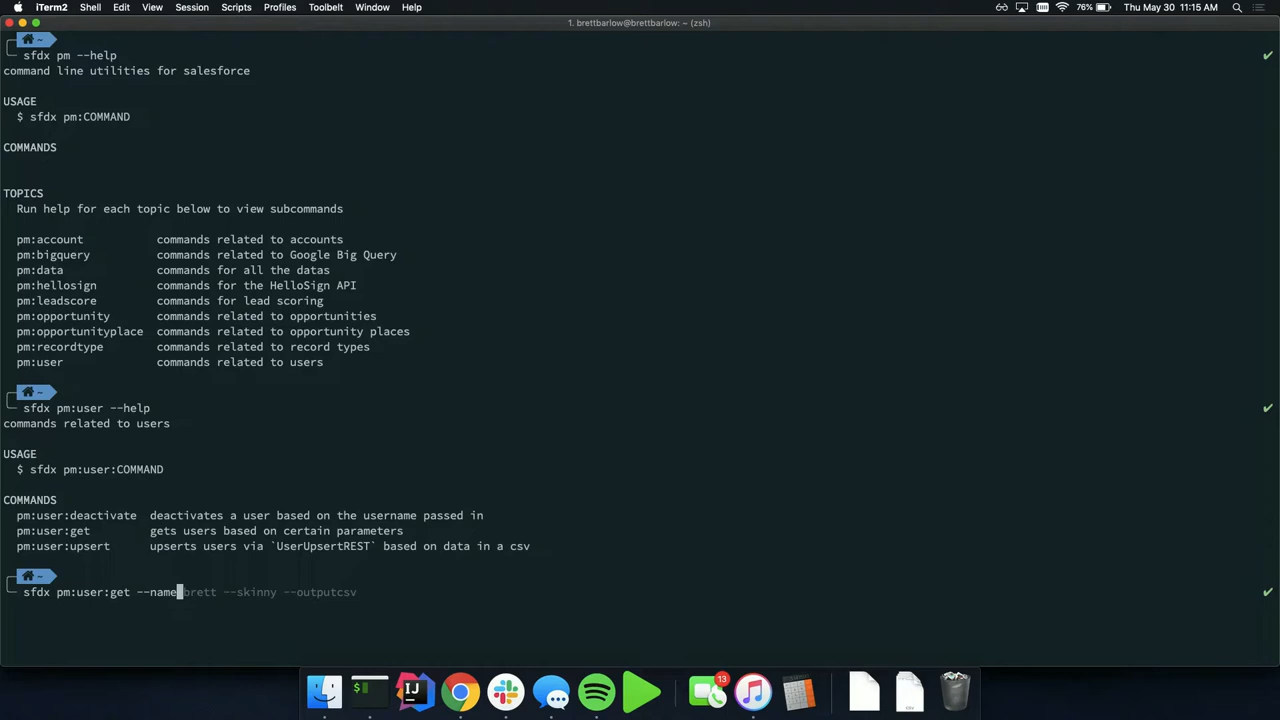 iTerm2 Shell Edit View Session Scripts Profiles Toolbelt Window Help 76% Thu May 30 11:15 AM
1. brettbarlow@brettbarlow: ~ (zsh)
~
sfdx pm --help
command line utilities for salesforce
USAGE
$ sfdx pm:COMMAND
COMMANDS
TOPICS
Run help for each topic below to view subcommands
pm:account commands related to accounts
pm:bigquery commands related to Google Big Query
pm:data commands for all the datas
pm:hellosign commands for the HelloSign API
pm:leadscore commands for lead scoring
pm:opportunity commands related to opportunities
pm:opportunityplace commands related to opportunity places
pm:recordtype commands related to record types
pm:user commands related to users
~
sfdx pm:user --help
commands related to users
USAGE
$ sfdx pm:user:COMMAND
COMMANDS
pm:user:deactivate deactivates a user based on the username passed in
pm:user:get gets users based on certain parameters
pm:user:upsert upserts users via `UserUpsertREST` based on data in a csv
~
sfdx pm:user:get --name brett --skinny --outputcsv
$
IJ
13
CSV